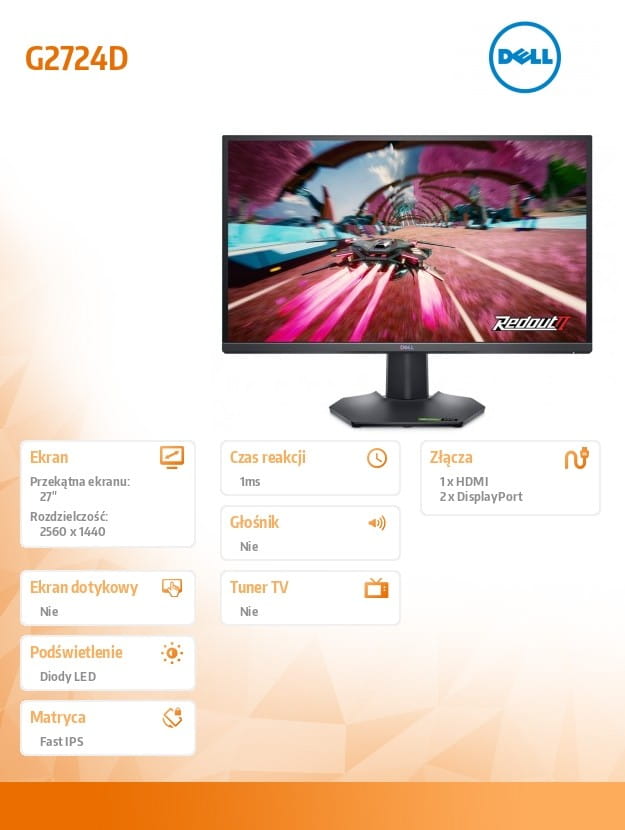 G2724D
DELL
Redout II
DELL
Ekran
Przekątna ekranu:
27"
Rozdzielczość:
2560 x 1440
Czas reakcji
1ms
Złącza
1 x HDMI
2 x DisplayPort
Głośnik
Nie
Ekran dotykowy
Nie
Tuner TV
Nie
Podświetlenie
Diody LED
Matryca
Fast IPS